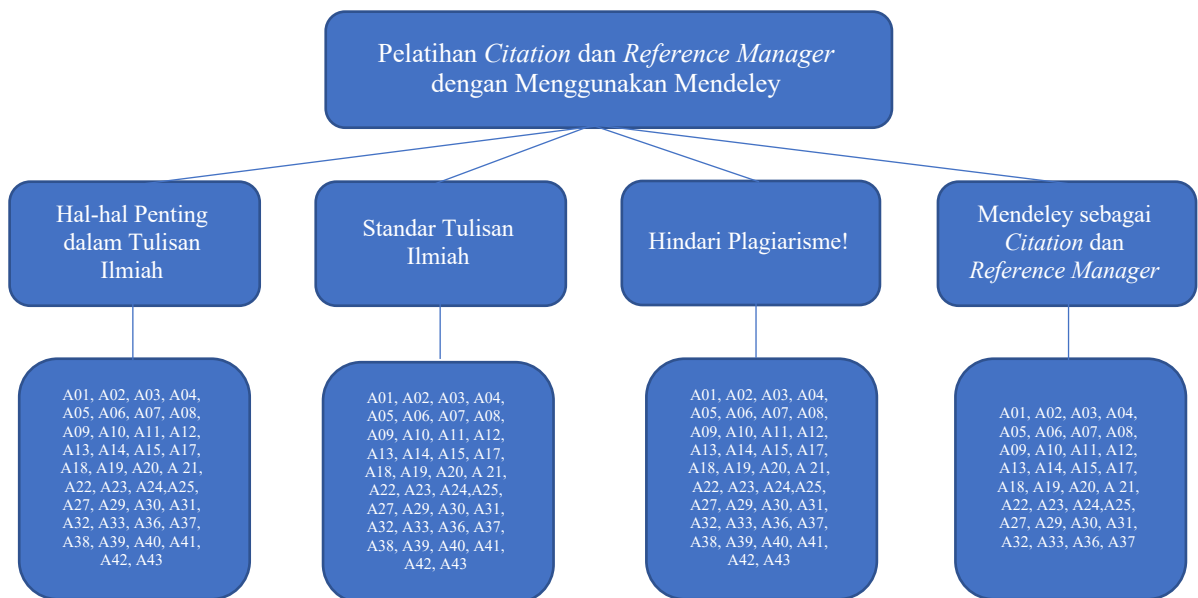 Pelatihan Citation dan Reference Manager
dengan Menggunakan Mendeley
Hal-hal Penting
dalam Tulisan
Ilmiah
Standar Tulisan
Ilmiah
Hindari Plagiarisme!
Mendeley sebagai
Citation dan
Reference Manager
A01, A02, A03, A04,
A05, A06, A07, A08,
A09, A10, A11, A12,
A13, A14, A15, A17,
A18, A19, A20, A 21,
A22, A23, A24,A25,
A27, A29, A30, A31,
A32, A33, A36, A37,
A38, A39, A40, A41,
A42, A43
A01, A02, A03, A04,
A05, A06, A07, A08,
A09, A10, A11, A12,
A13, A14, A15, A17,
A18, A19, A20, A 21,
A22, A23, A24,A25,
A27, A29, A30, A31,
A32, A33, A36, A37,
A38, A39, A40, A41,
A42, A43
A01, A02, A03, A04,
A05, A06, A07, A08,
A09, A10, A11, A12,
A13, A14, A15, A17,
A18, A19, A20, A 21,
A22, A23, A24,A25,
A27, A29, A30, A31,
A32, A33, A36, A37,
A38, A39, A40, A41,
A42, A43
A01, A02, A03, A04,
A05, A06, A07, A08,
A09, A10, A11, A12,
A13, A14, A15, A17,
A18, A19, A20, A 21,
A22, A23, A24,A25,
A27, A29, A30, A31,
A32, A33, A36, A37